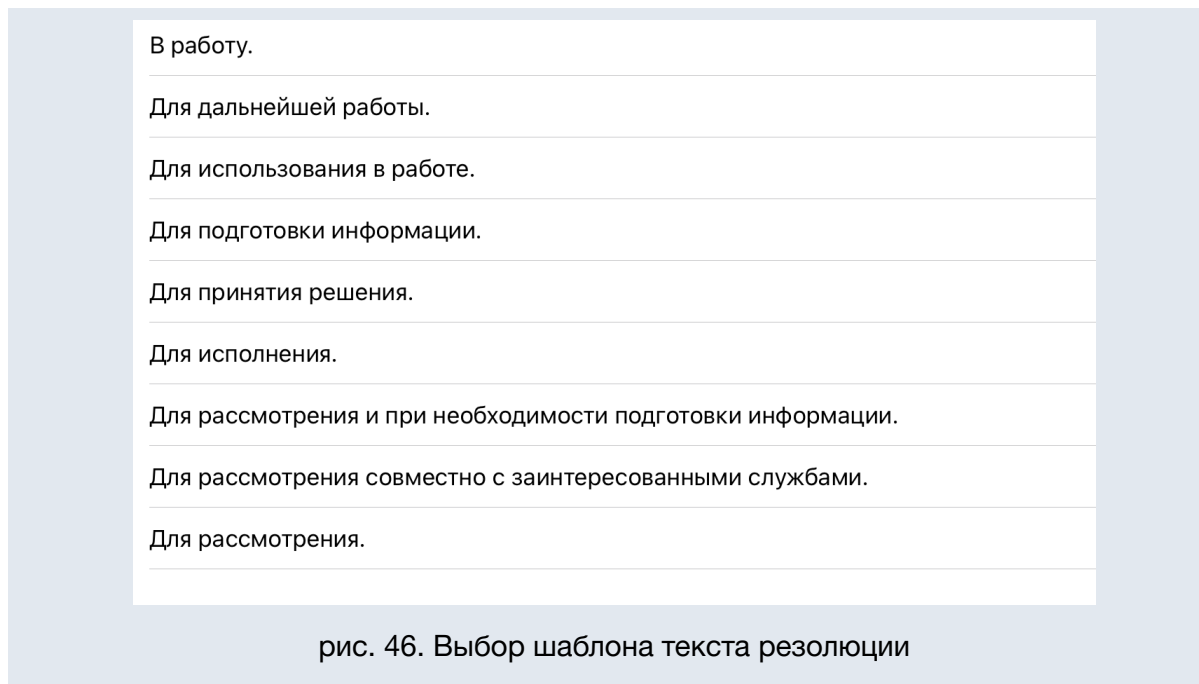 В работу.
Для дальнейшей работы.
Для использования в работе.
Для подготовки информации.
Для принятия решения.
Для исполнения.
Для рассмотрения и при необходимости подготовки информации.
Для рассмотрения совместно с заинтересованными службами.
Для рассмотрения.
рис. 46. Выбор шаблона текста резолюции